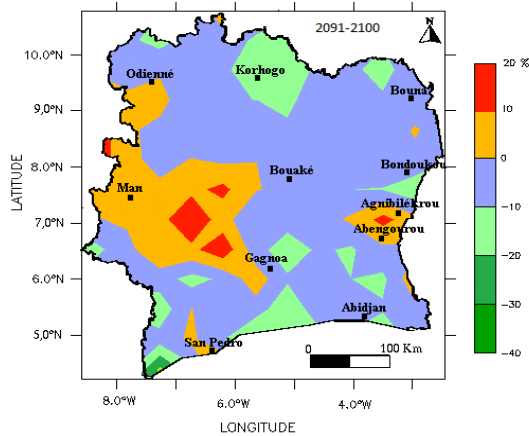 2091-2100
N
10.0°N
9,0°N
8.0°N
7.0°N
6.0°N
5,0°N
LATITUDE
Odienné
Korhogo
Bouna
Bondoukou
Bouaké
Man
Agnibilékrou
Abengourou
Gagnoa
Abidjan
San Pedro
0
100 Km
8.0°W
6.0°W
4.0°W
LONGITUDE
20 %
10
0
-10
-20
-30
-40